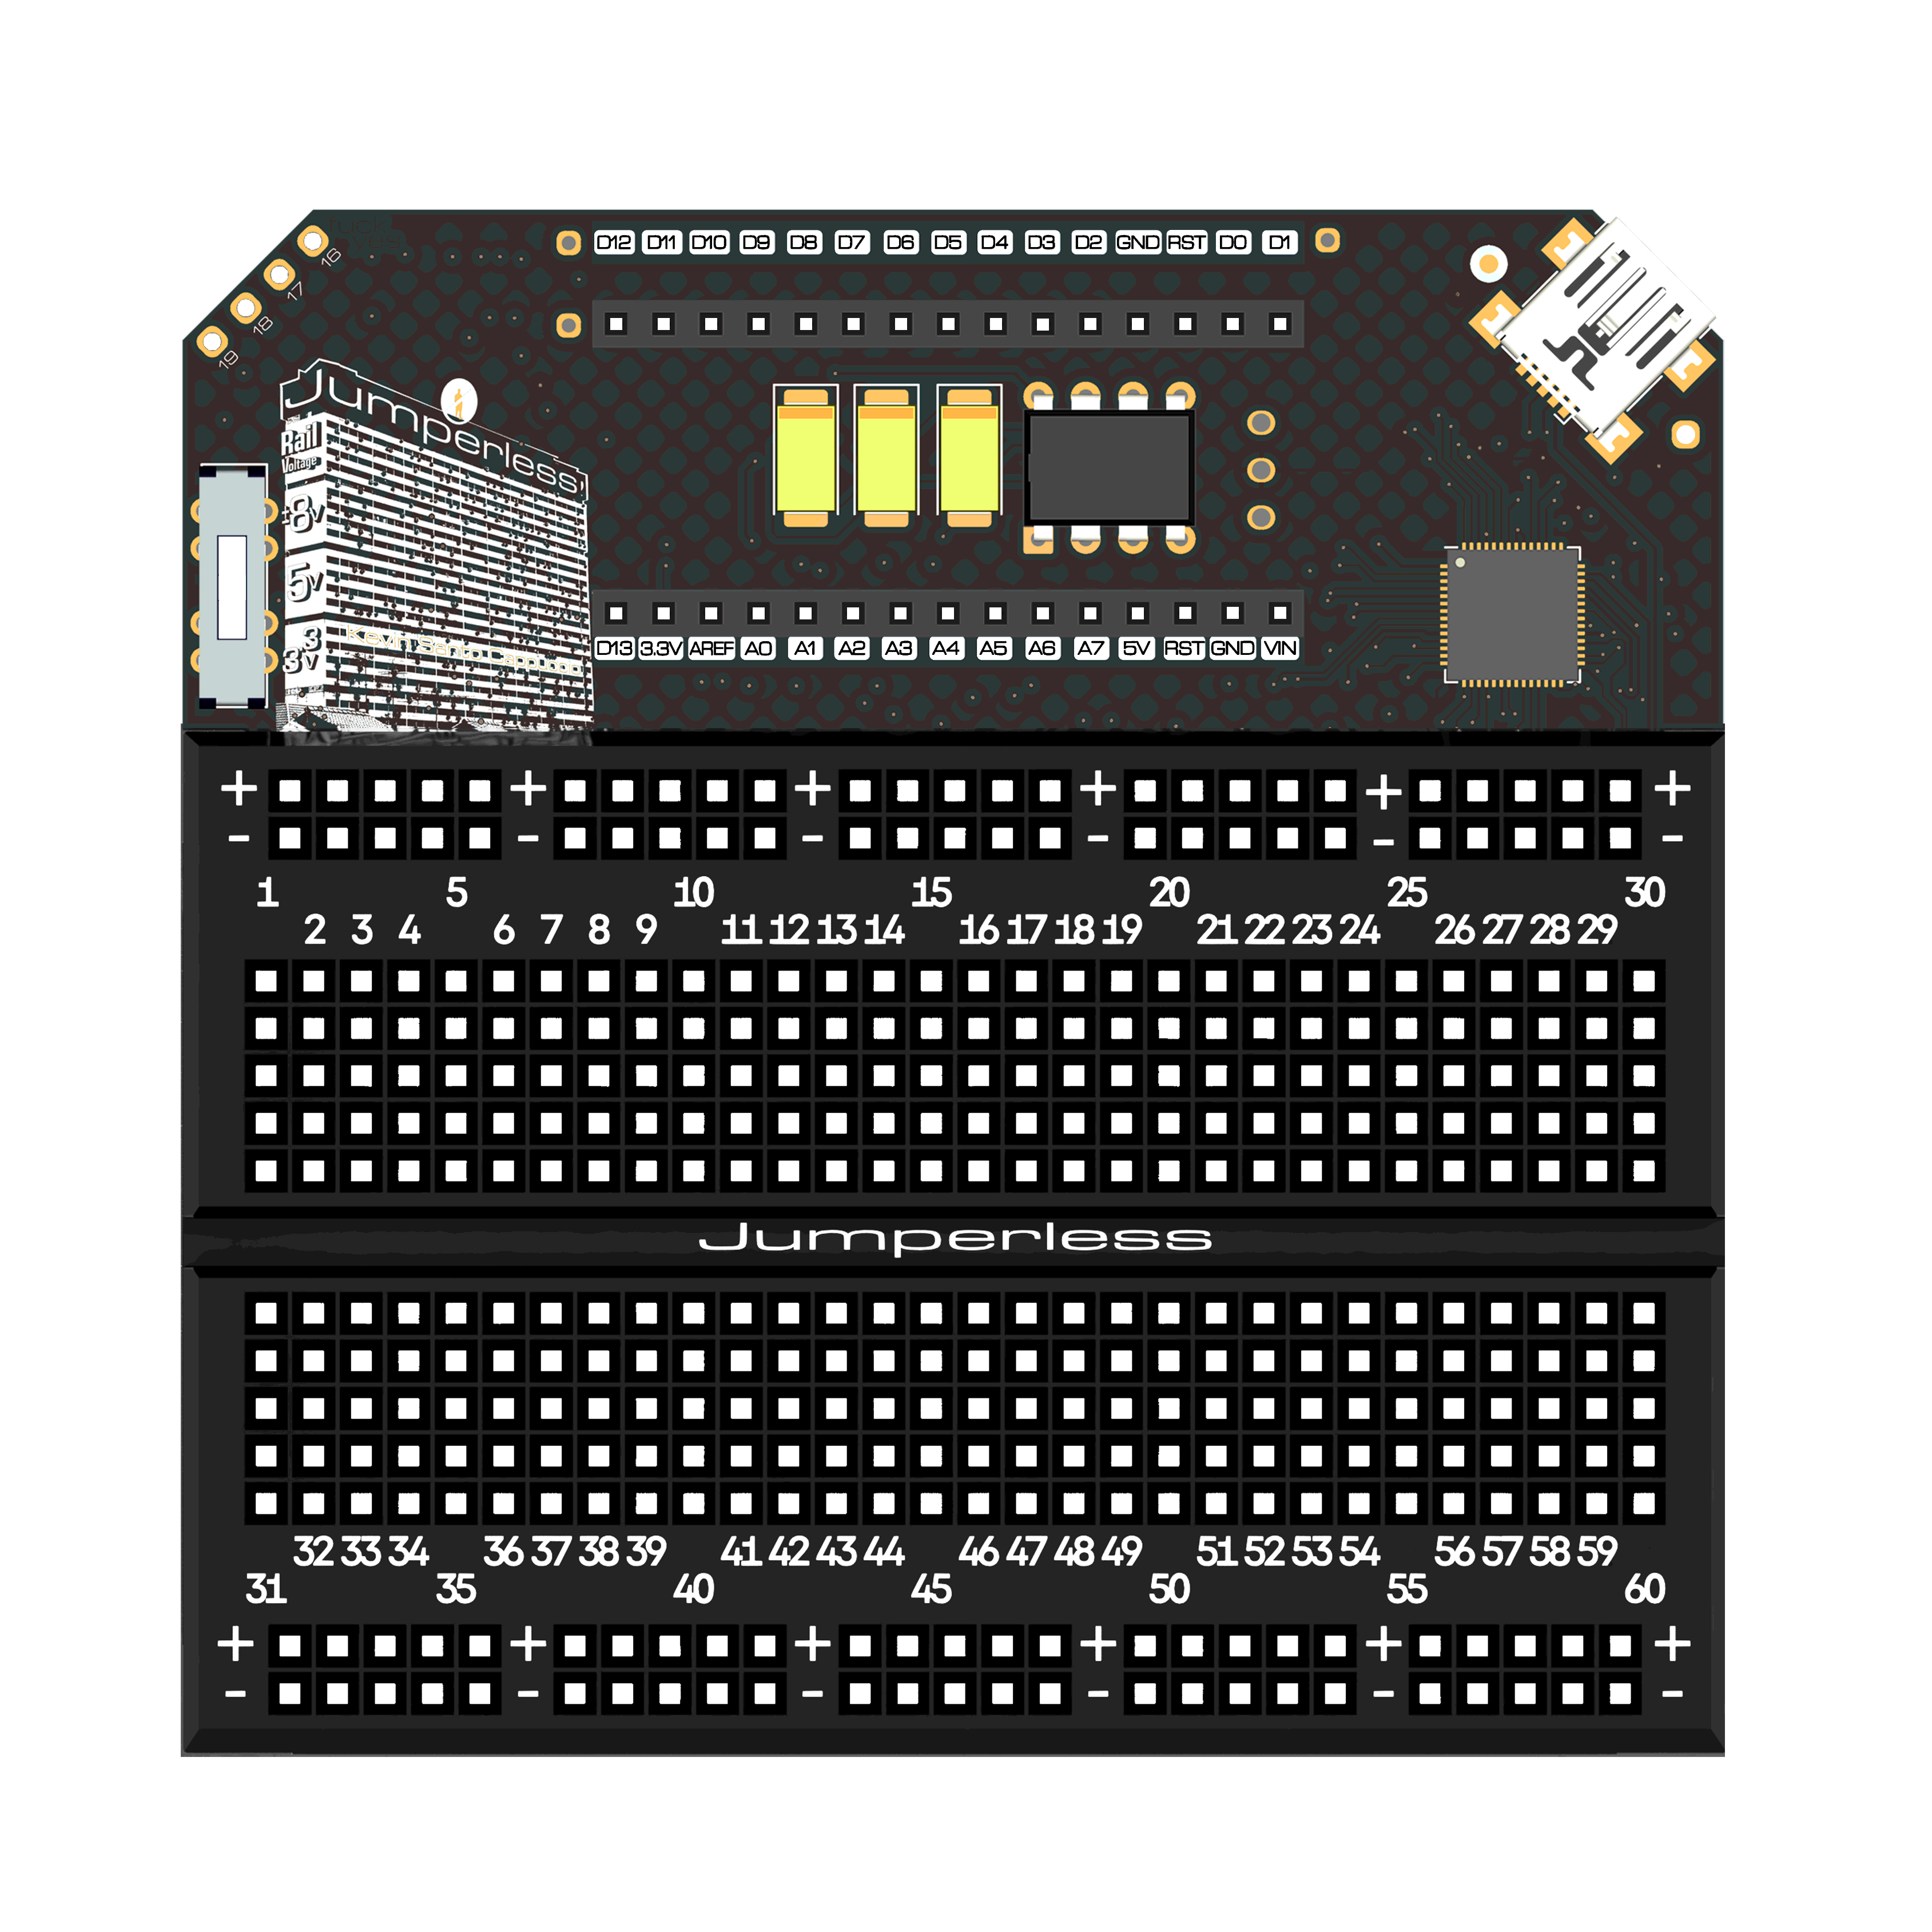 D12 D11 D10 D9 D8 D7 D6 D5 D4 D3 D2 GND RST D0 D1
16
17
18
19
Jumperless
Rail
Voltage
±8V
5V
3.3V
Kevin Santo Cappuccio
D13 3.3V AREF A0 A1 A2 A3 A4 A5 A6 A7 5V RST GND VIN
+ + + + + +
- - - - - -
1 5 10 15 20 25 30
2 3 4 6 7 8 9 11 12 13 14 16 17 18 19 21 22 23 24 26 27 28 29
Jumperless
32 33 34 36 37 38 39 41 42 43 44 46 47 48 49 51 52 53 54 56 57 58 59
31 35 40 45 50 55 60
+ + + + + +
- - - - - -